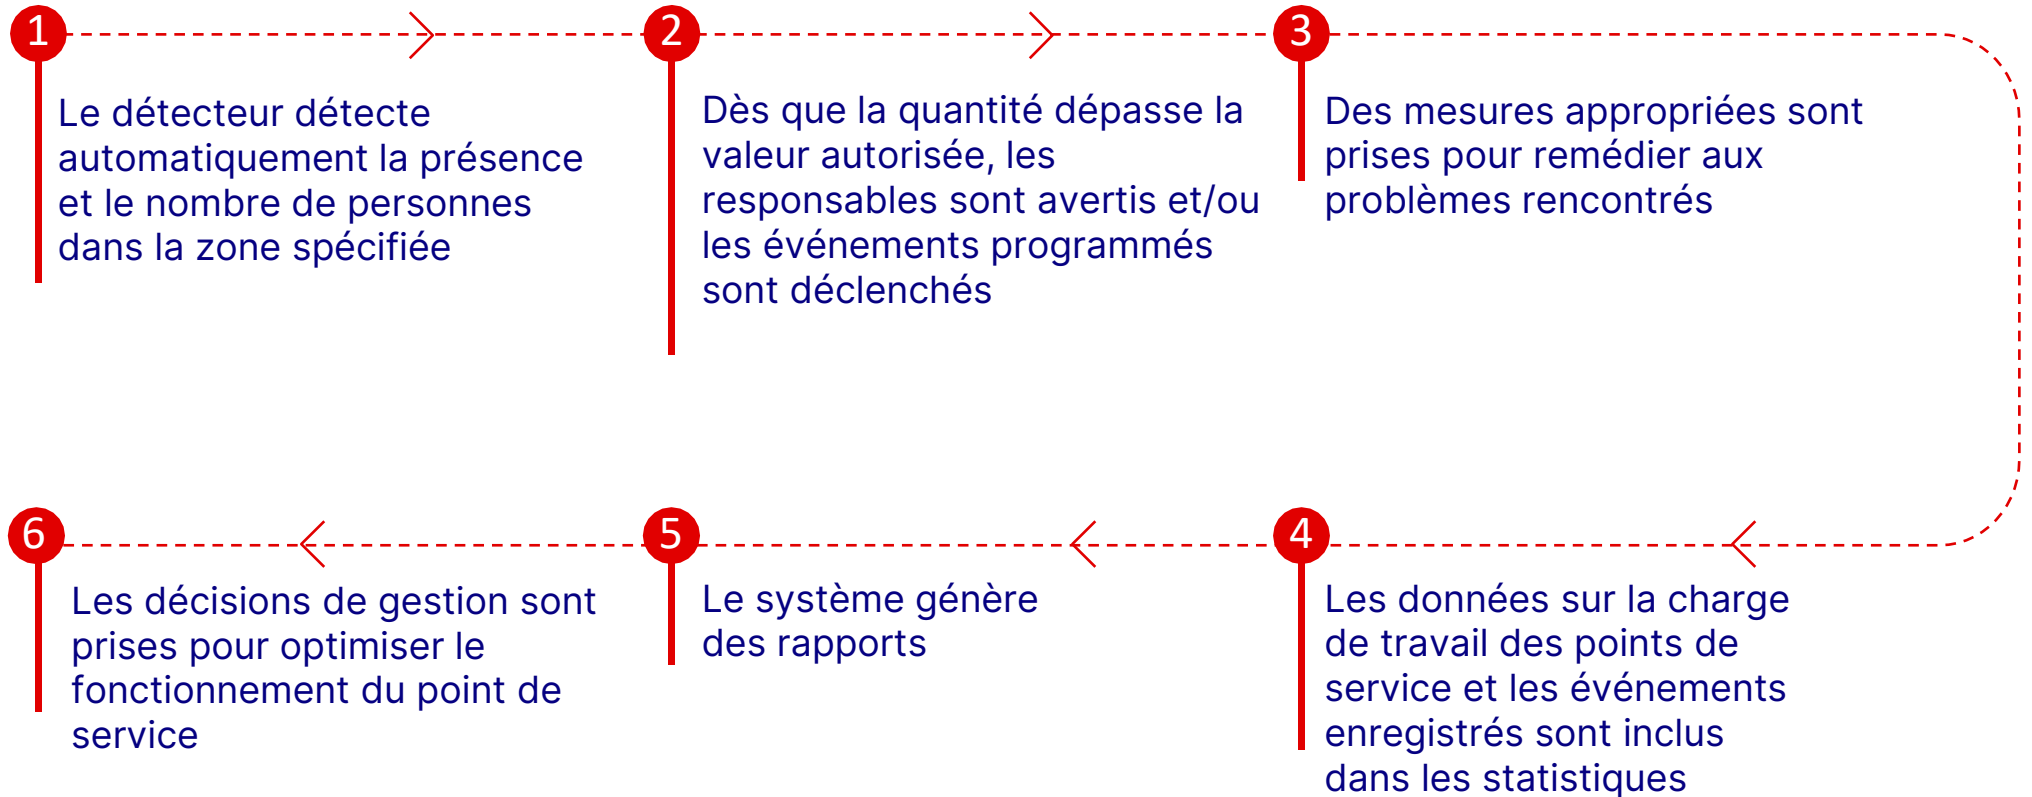 1
Le détecteur détecte
automatiquement la présence
et le nombre de personnes
dans la zone spécifiée
2
Dès que la quantité dépasse la
valeur autorisée, les
responsables sont avertis et/ou
les événements programmés
sont déclenchés
3
Des mesures appropriées sont
prises pour remédier aux
problèmes rencontrés
4
Les données sur la charge
de travail des points de
service et les événements
enregistrés sont inclus
dans les statistiques
5
Le système génère
des rapports
6
Les décisions de gestion sont
prises pour optimiser le
fonctionnement du point de
service